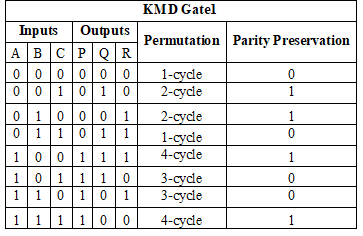 KMD Gate1
Inputs Outputs Permutation Parity Preservation
A B C P Q R
0 0 0 0 0 0 1-cycle 0
0 0 1 0 1 0 2-cycle 1
0 1 0 0 0 1 2-cycle 1
0 1 1 0 1 1 1-cycle 0
1 0 0 1 1 1 4-cycle 1
1 0 1 1 1 0 3-cycle 0
1 1 0 1 0 1 3-cycle 0
1 1 1 1 0 0 4-cycle 1